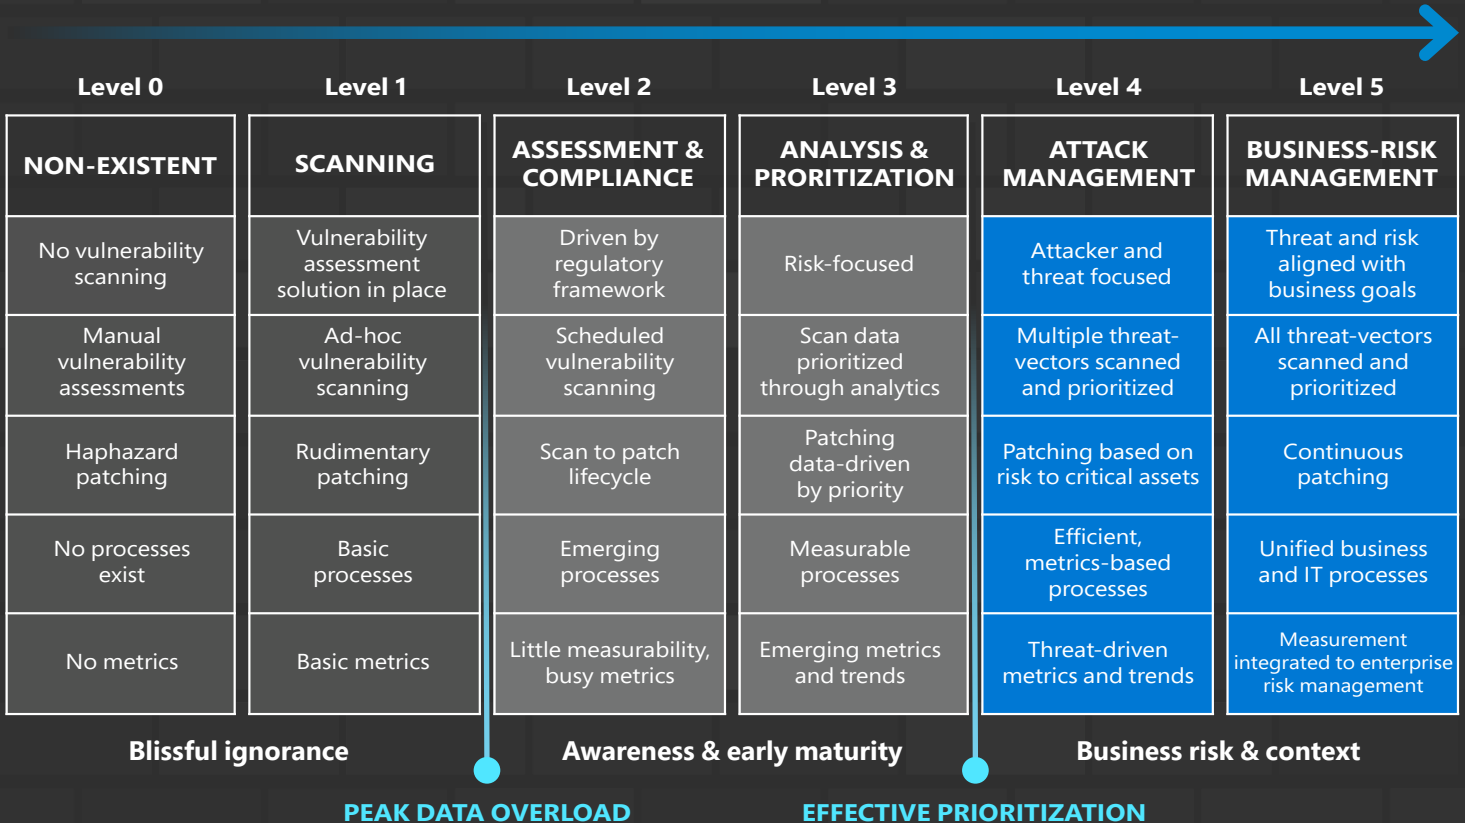 Level 0
Level 1
Level 2
Level 3
Level 4
Level 5
NON-EXISTENT
SCANNING
ASSESSMENT &
COMPLIANCE
ANALYSIS &
PRORITIZATION
ATTACK
MANAGEMENT
BUSINESS-RISK
MANAGEMENT
No vulnerability
scanning
Vulnerability
assessment
solution in place
Driven by
regulatory
framework
Risk-focused
Attacker and
threat focused
Threat and risk
aligned with
business goals
Manual
vulnerability
assessments
Ad-hoc
vulnerability
scanning
Scheduled
vulnerability
scanning
Scan data
prioritized
through analytics
Multiple threat-
vectors scanned
and prioritized
All threat-vectors
scanned and
prioritized
Haphazard
patching
Rudimentary
patching
Scan to patch
lifecycle
Patching
data-driven
by priority
Patching based on
risk to critical assets
Continuous
patching
No processes
exist
Basic
processes
Emerging
processes
Measurable
processes
Efficient,
metrics-based
processes
Unified business
and IT processes
No metrics
Basic metrics
Little measurability,
busy metrics
Emerging metrics
and trends
Threat-driven
metrics and trends
Measurement
integrated to enterprise
risk management
Blissful ignorance
Awareness & early maturity
Business risk & context
PEAK DATA OVERLOAD
EFFECTIVE PRIORITIZATION